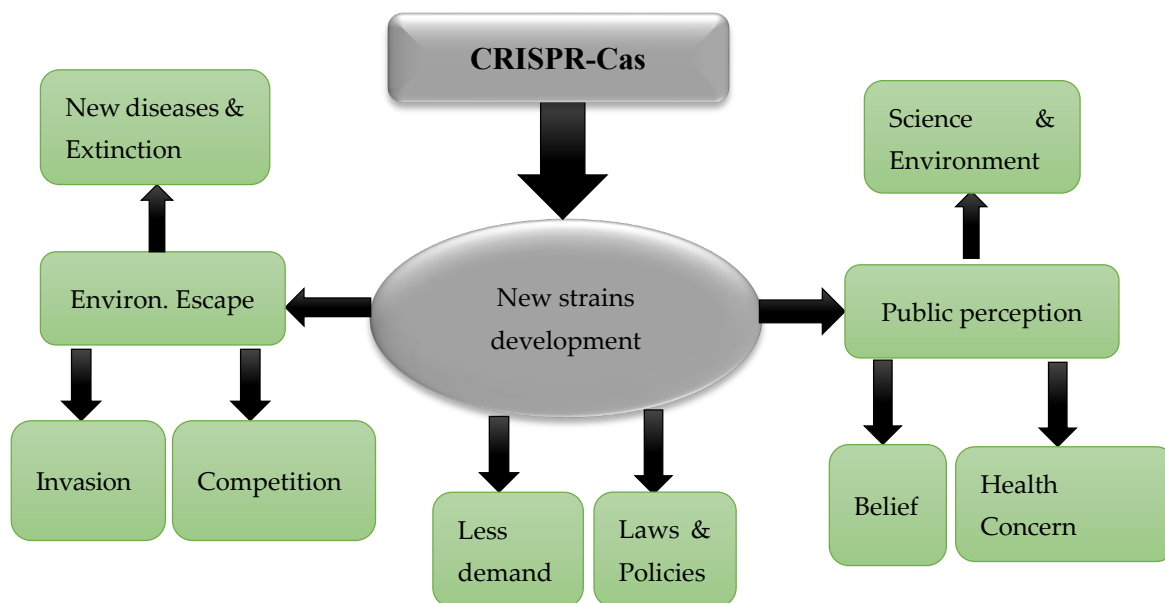 CRISPR-Cas
New diseases &
Extinction
Science &
Environment
Environ. Escape
New strains
development
Public perception
Invasion
Competition
Less
demand
Laws &
Policies
Belief
Health
Concern